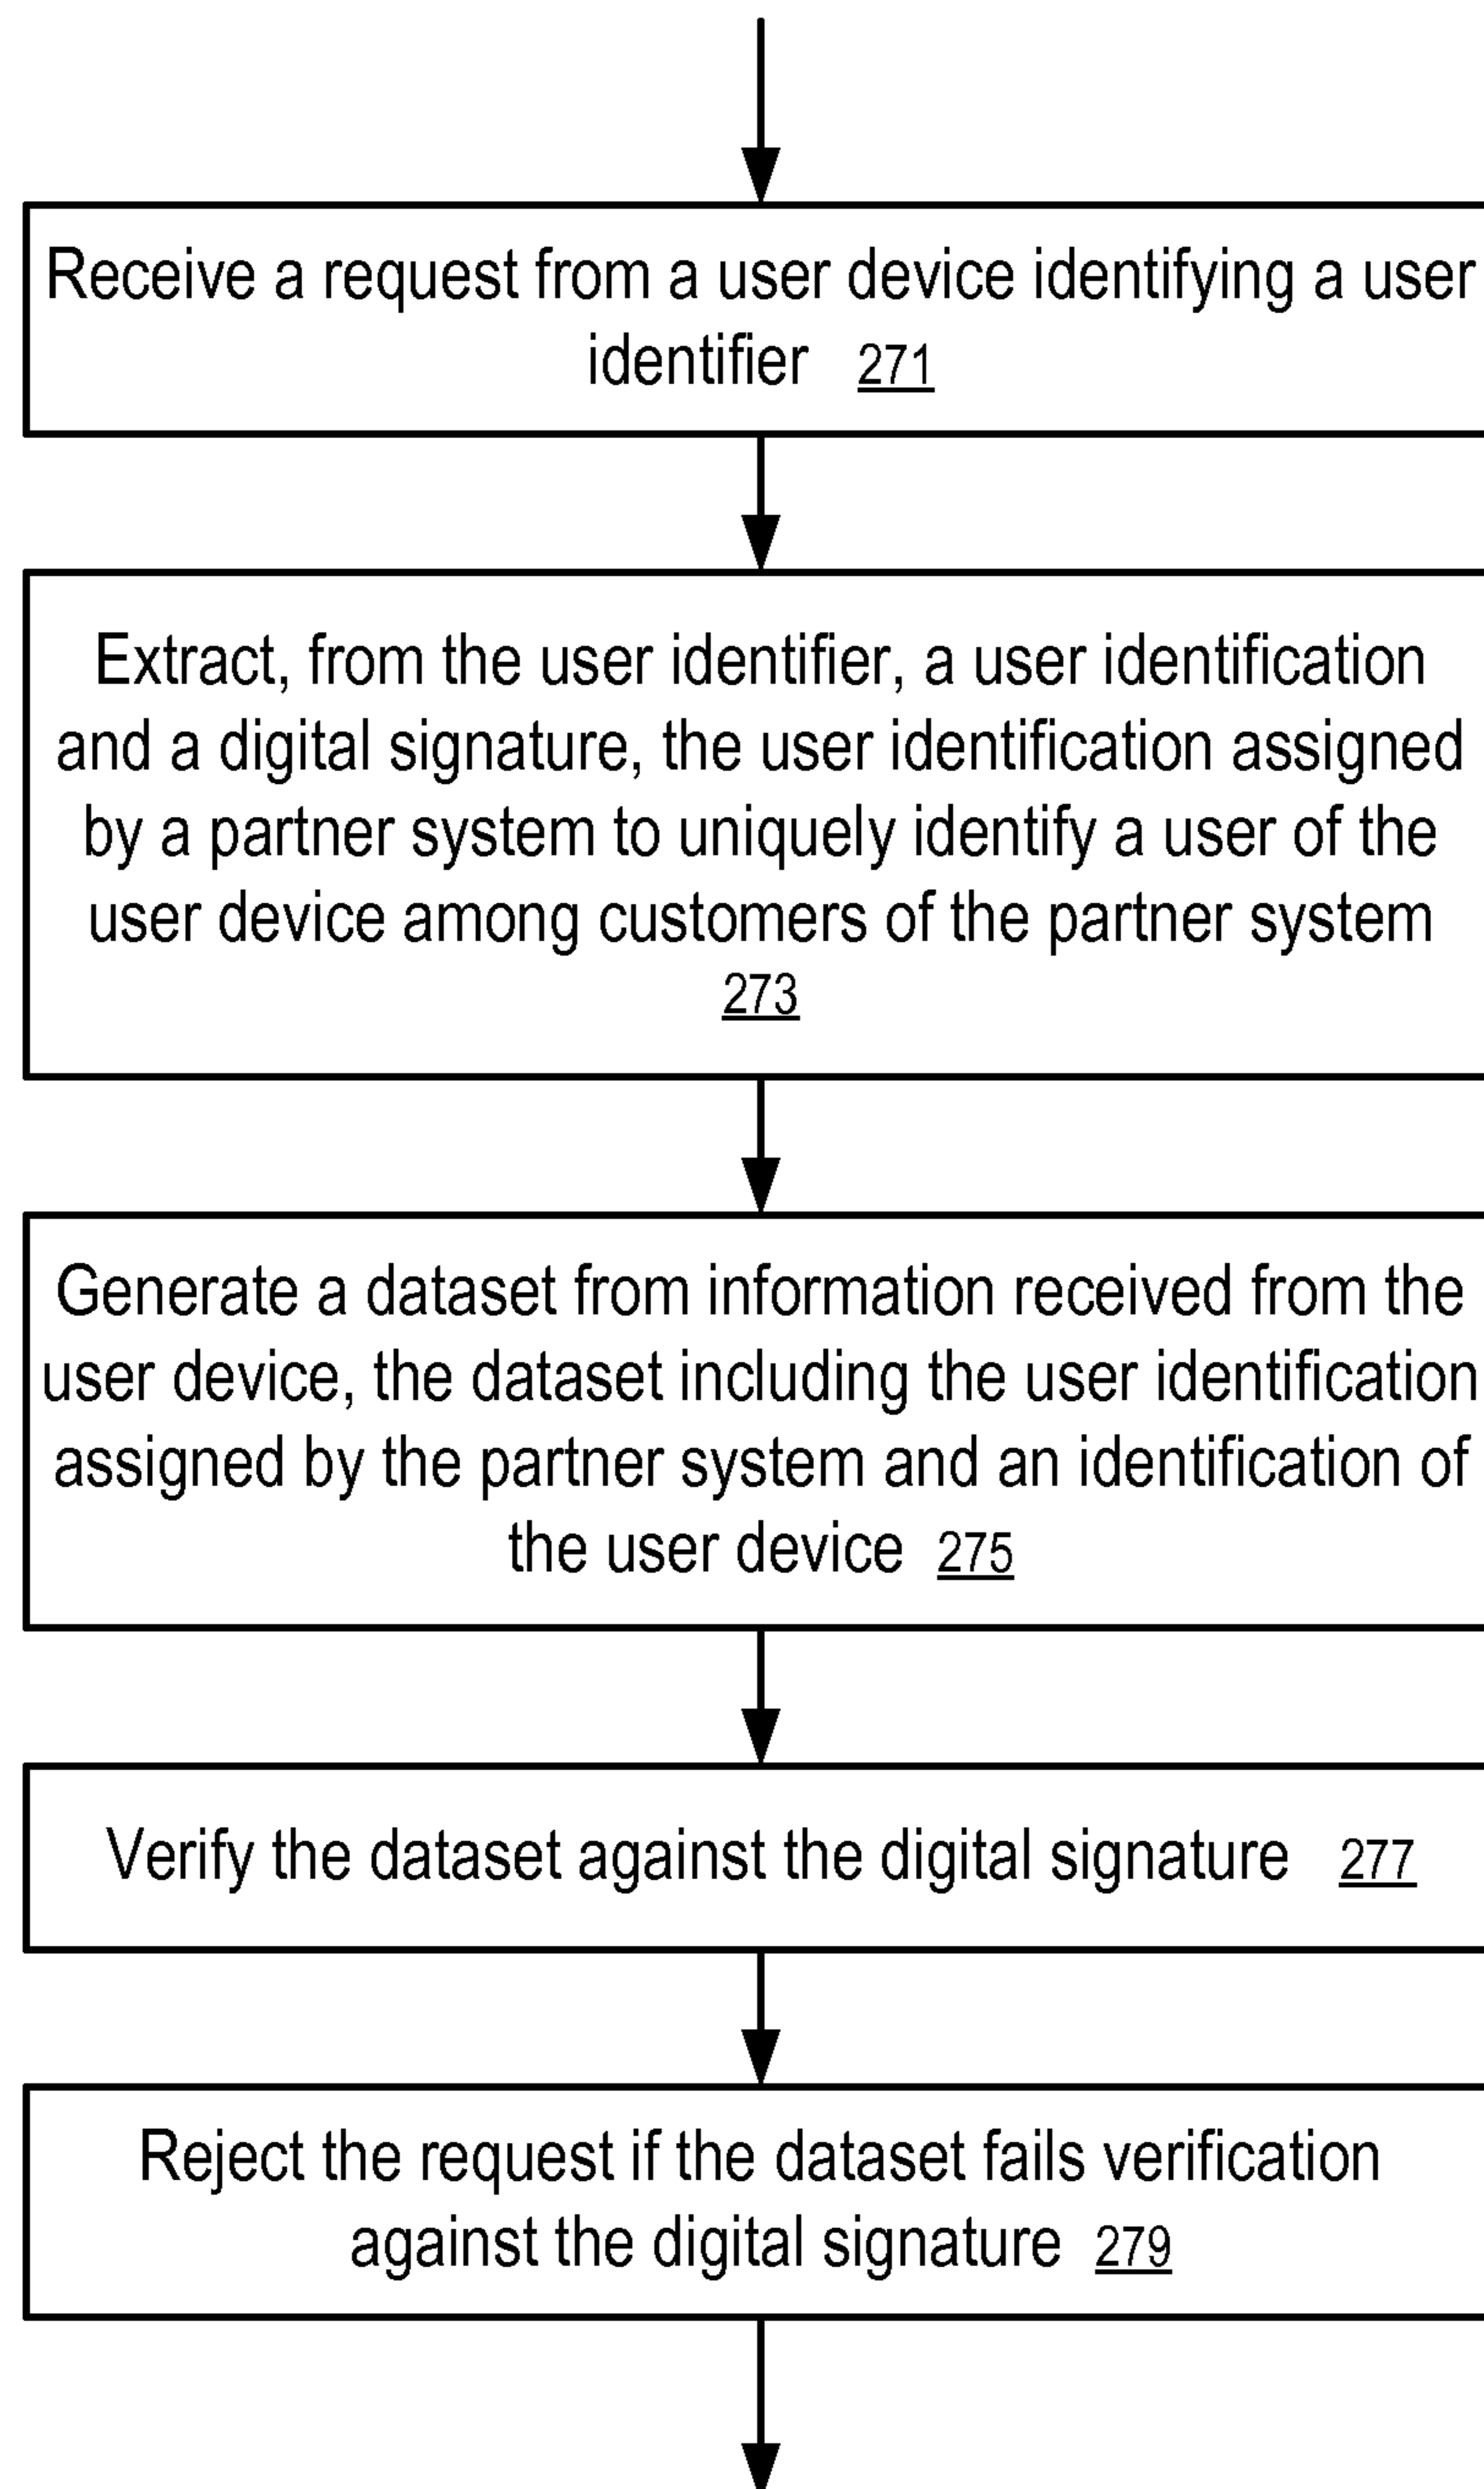 Receive a request from a user device identifying a user
identifier 271
Extract, from the user identifier, a user identification
and a digital signature, the user identification assigned
by a partner system to uniquely identify a user of the
user device among customers of the partner system
273
Generate a dataset from information received from the
user device, the dataset including the user identification
assigned by the partner system and an identification of
the user device 275
Verify the dataset against the digital signature 277
Reject the request if the dataset fails verification
against the digital signature 279